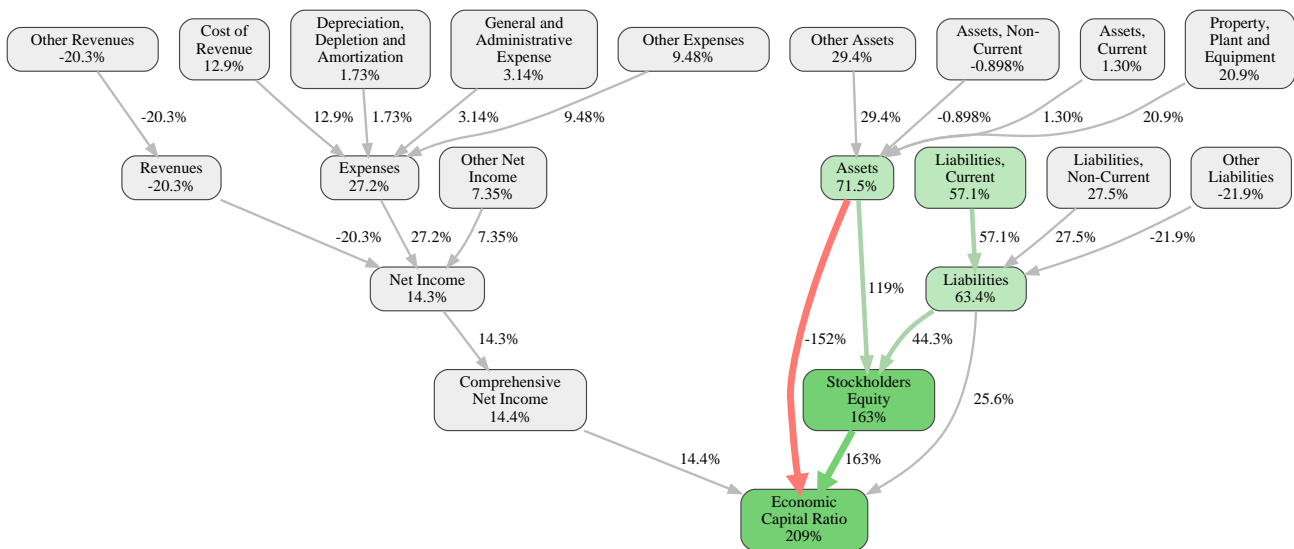 Other Revenues
-20.3%
Cost of
Revenue
12.9%
Depreciation,
Depletion and
Amortization
1.73%
General and
Administrative
Expense
3.14%
Other Expenses
9.48%
Other Assets
29.4%
Assets, Non-
Current
-0.898%
Assets,
Current
1.30%
Property,
Plant and
Equipment
20.9%
-20.3%
12.9%
1.73%
3.14%
9.48%
29.4%
-0.898%
1.30%
20.9%
Revenues
-20.3%
Expenses
27.2%
Other Net
Income
7.35%
Assets
71.5%
Liabilities,
Current
57.1%
Liabilities,
Non-Current
27.5%
Other
Liabilities
-21.9%
-20.3%
27.2%
7.35%
57.1%
27.5%
-21.9%
Net Income
14.3%
Liabilities
63.4%
119%
14.3%
-152%
44.3%
Comprehensive
Net Income
14.4%
Stockholders
Equity
163%
25.6%
14.4%
163%
Economic
Capital Ratio
209%